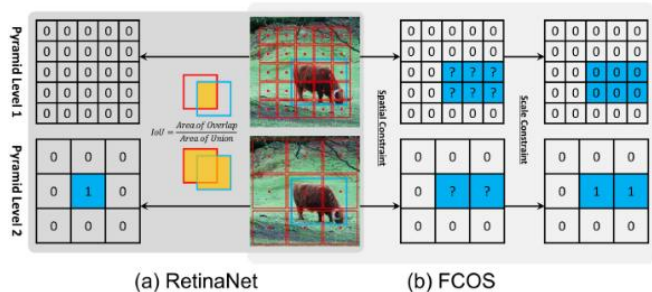 Pyramid Level 1
0 0 0 0 0
0 0 0 0 0
0 0 0 0 0
0 0 0 0 0
0 0 0 0 0
IoU = Area of Overlap / Area of Union
Spatial Constraint
0 0 0 0 0
0 0 0 0 0
0 0 ? ? ?
0 0 ? ? ?
0 0 0 0 0
Scale Constraint
0 0 0 0 0
0 0 0 0 0
0 0 0 0 0
0 0 0 0 0
0 0 0 0 0
Pyramid Level 2
0 0 0
0 1 0
0 0 0
0 0 0
0 ? ?
0 0 0
0 0 0
0 1 1
0 0 0
(a) RetinaNet
(b) FCOS